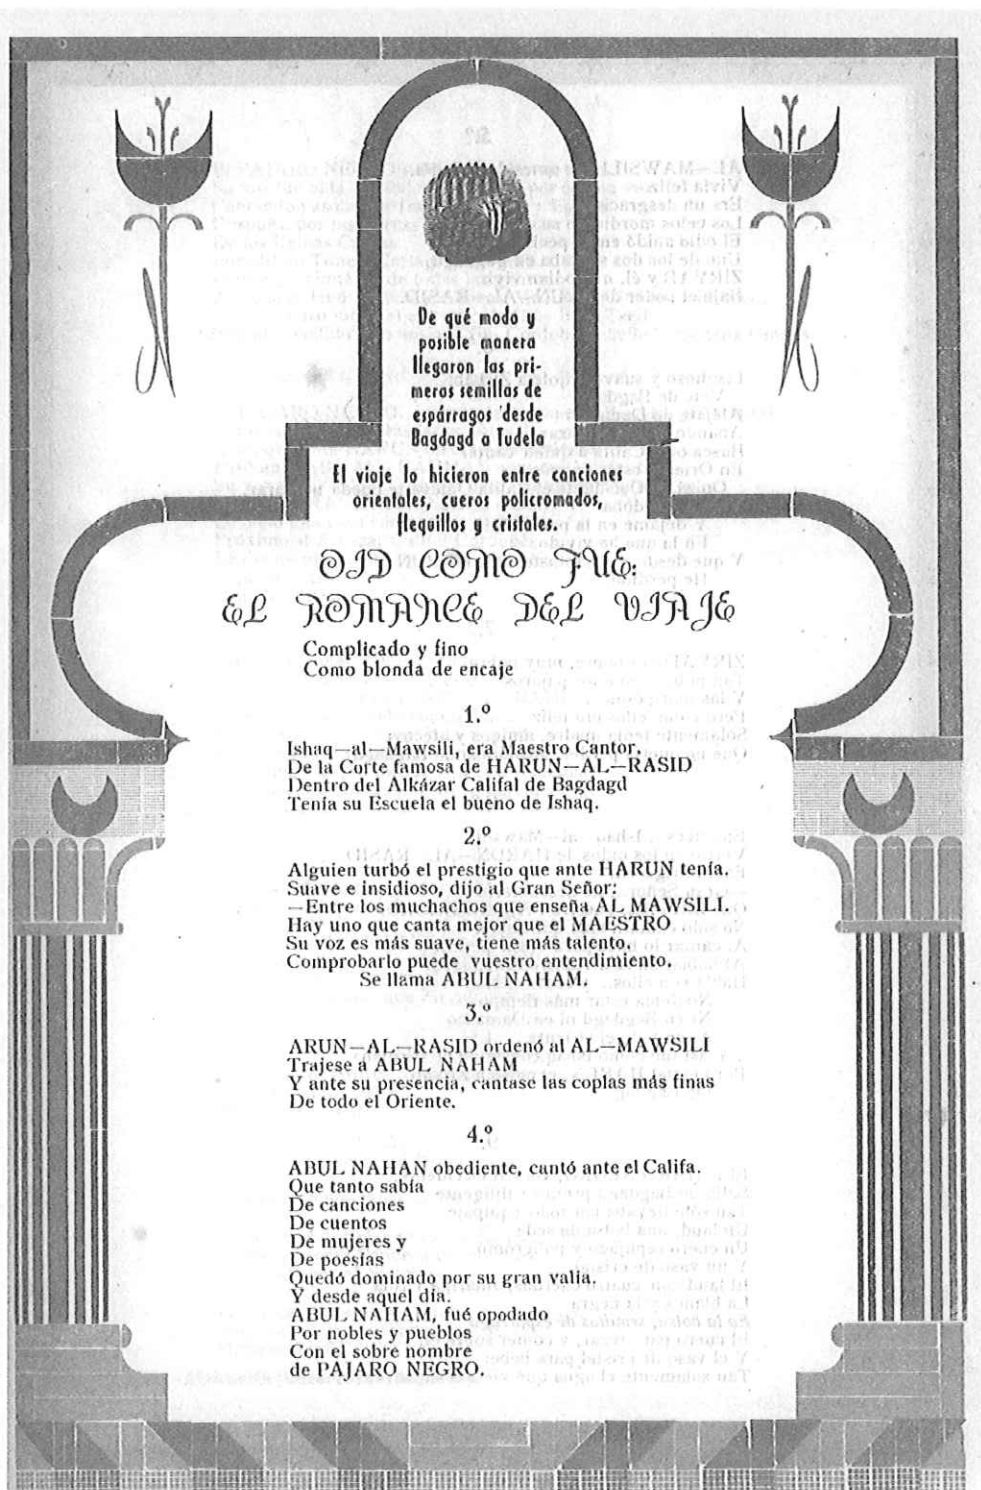 De qué modo y
posible manera
llegaron las pri-
meras semillas de
espárragos desde
Bagdagd a Tudela
El viaje lo hicieron entre canciones
orientales, cueros policromados,
flequillos y cristales.
OID COMO FUE:
EL ROMANCE DEL VIAJE
Complicado y fino
Como blonda de encaje
1.º
Ishaq—al—Mawsili, era Maestro Cantor.
De la Corte famosa de HARUN—AL—RASID
Dentro del Alkázar Califal de Bagdagd
Tenía su Escuela el bueno de Ishaq.
2.º
Alguien turbó el prestigio que ante HARUN tenía.
Suave e insidioso, dijo al Gran Señor:
—Entre los muchachos que enseña AL MAWSILI.
Hay uno que canta mejor que el MAESTRO
Su voz es más suave, tiene más talento.
Comprobarlo puede vuestro entendimiento.
Se llama ABUL NAHAM.
3.º
ARUN—AL—RASID ordenó al AL—MAWSILI
Trajese a ABUL NAHAM
Y ante su presencia, cantase las coplas más finas
De todo el Oriente.
4.º
ABUL NAHAN obediente, cantó ante el Califa.
Que tanto sabía
De canciones
De cuentos
De mujeres y
De poesías
Quedó dominado por su gran valía.
Y desde aquel día.
ABUL NAHAM, fué opodado
Por nobles y pueblos
Con el sobre nombre
de PAJARO NEGRO.